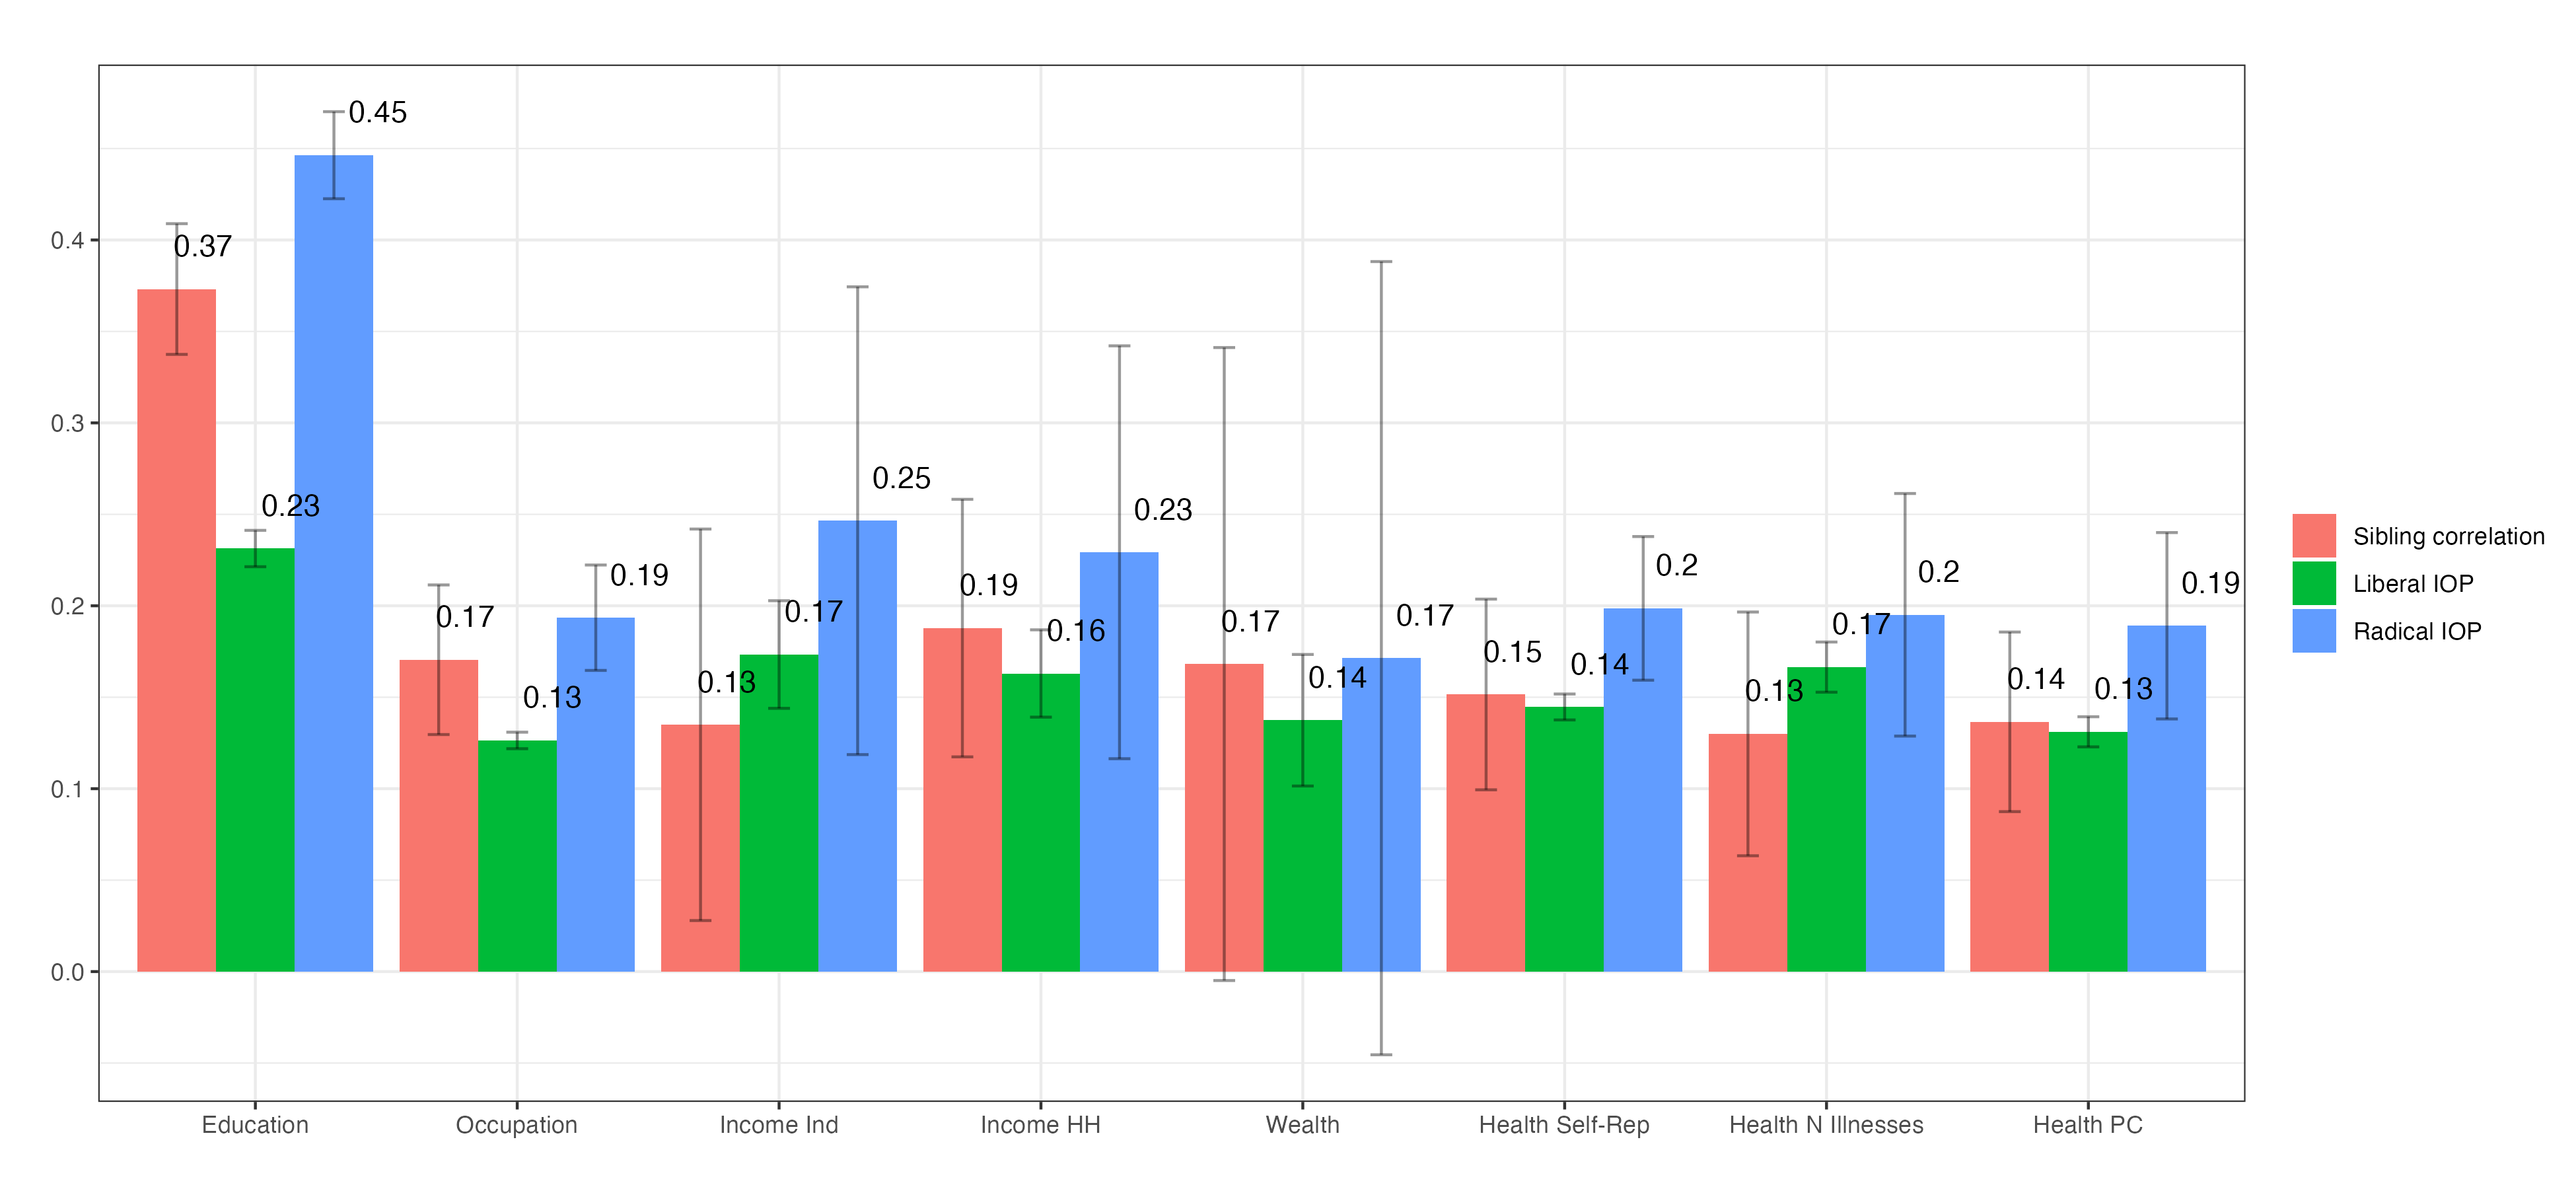 0.45
0.37
0.23
0.17
0.13
0.19
0.13
0.17
0.25
0.19
0.16
0.23
0.17
0.14
0.17
0.15
0.14
0.2
0.13
0.17
0.2
0.14
0.13
0.19
0.4
0.3
0.2
0.1
0.0
Education
Occupation
Income Ind
Income HH
Wealth
Health Self-Rep
Health N Illnesses
Health PC
Sibling correlation
Liberal IOP
Radical IOP